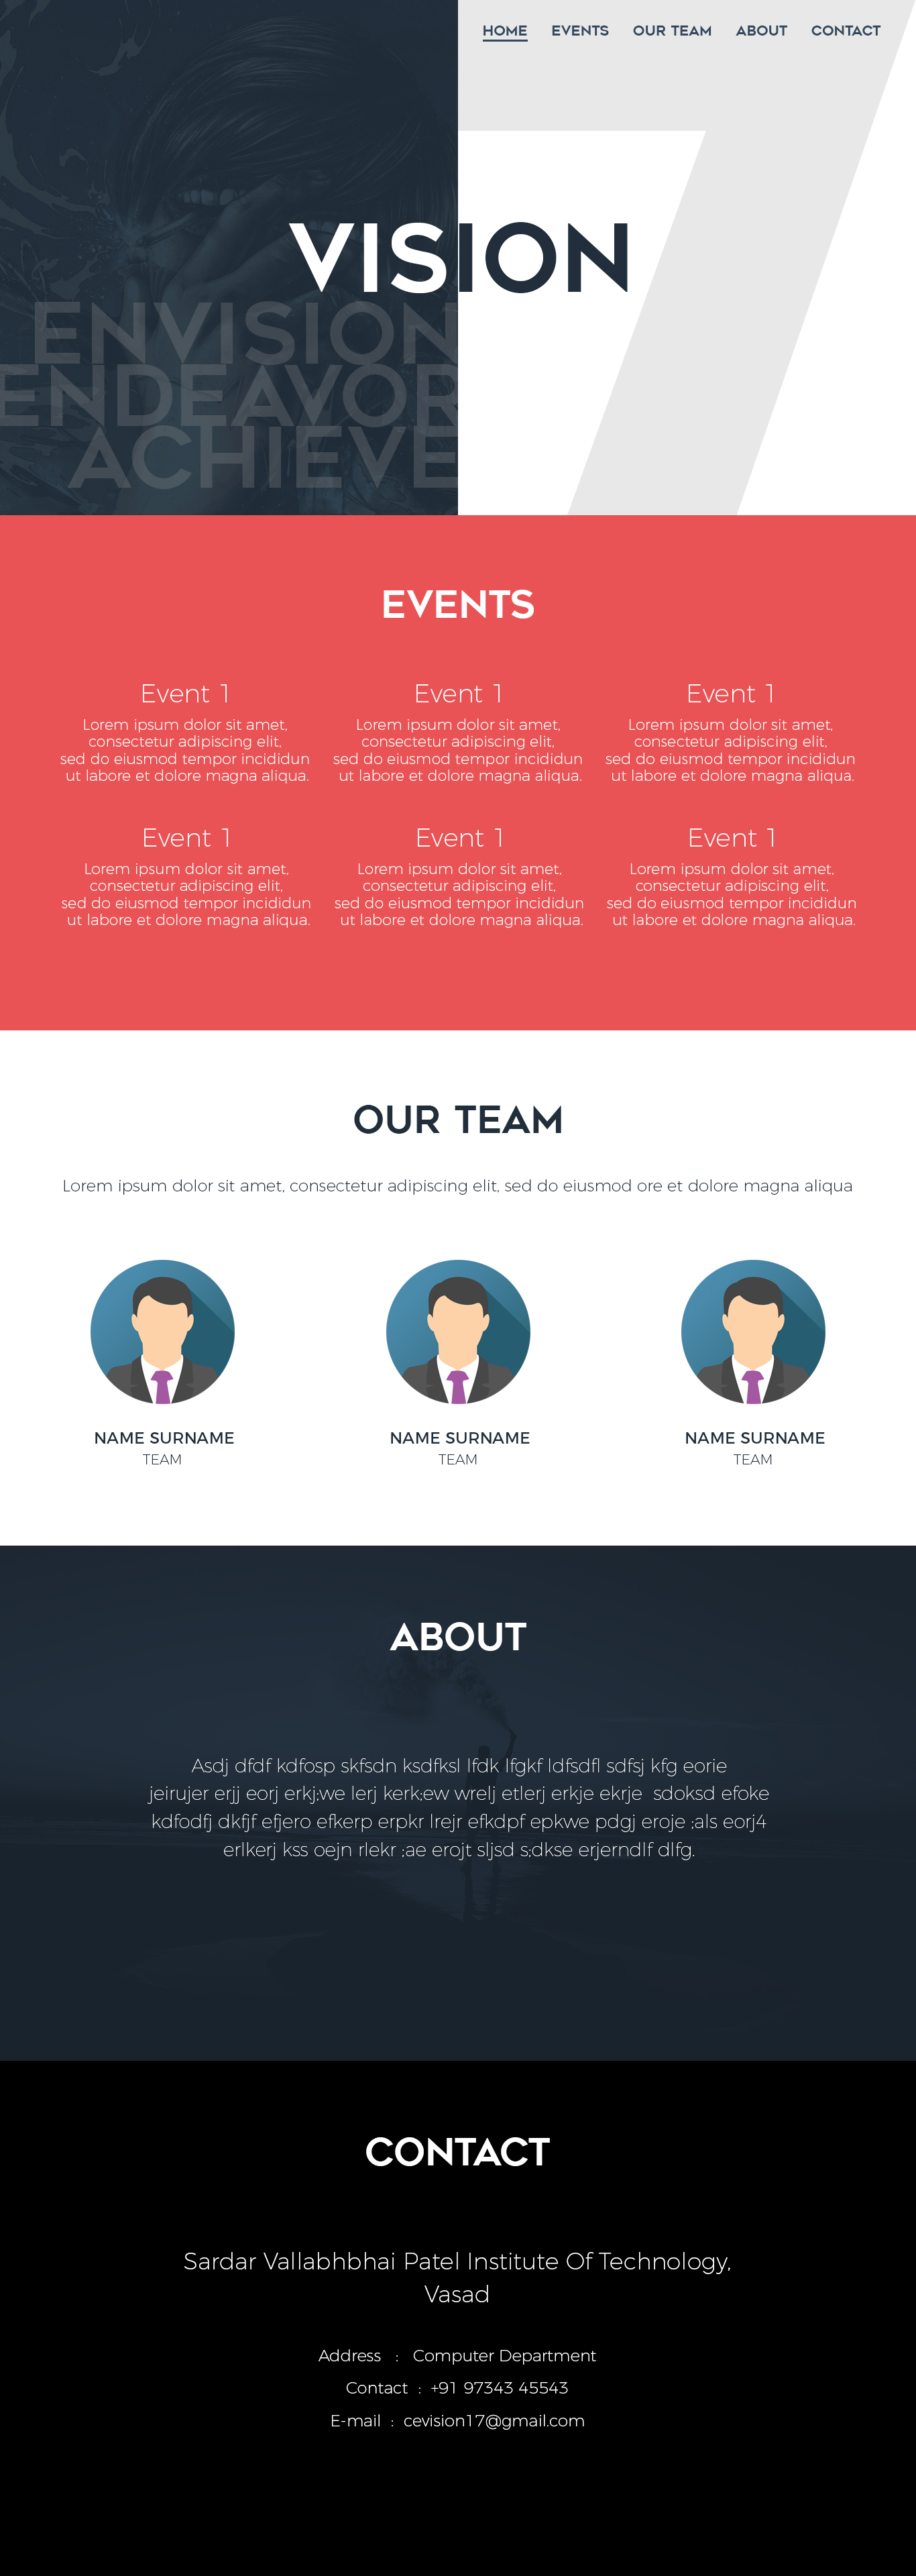 HOME EVENTS OUR TEAM ABOUT CONTACT
7
VISION
ENVISION
ENDEAVOR
ACHIEVE
EVENTS
Event 1 Event 1 Event 1
Lorem ipsum dolor sit amet, Lorem ipsum dolor sit amet, Lorem ipsum dolor sit amet,
consectetur adipiscing elit, consectetur adipiscing elit, consectetur adipiscing elit,
sed do eiusmod tempor incididun sed do eiusmod tempor incididun sed do eiusmod tempor incididun
ut labore et dolore magna aliqua. ut labore et dolore magna aliqua. ut labore et dolore magna aliqua.
Event 1 Event 1 Event 1
Lorem ipsum dolor sit amet, Lorem ipsum dolor sit amet, Lorem ipsum dolor sit amet,
consectetur adipiscing elit, consectetur adipiscing elit, consectetur adipiscing elit,
sed do eiusmod tempor incididun sed do eiusmod tempor incididun sed do eiusmod tempor incididun
ut labore et dolore magna aliqua. ut labore et dolore magna aliqua. ut labore et dolore magna aliqua.
OUR TEAM
Lorem ipsum dolor sit amet, consectetur adipiscing elit, sed do eiusmod ore et dolore magna aliqua
NAME SURNAME NAME SURNAME NAME SURNAME
TEAM TEAM TEAM
ABOUT
Asdj dfdf kdfosp skfsdn ksdfksl lfdk lfgkf ldfsdfl sdfsj kfg eorie
jeirujer erjj eorj erkj;we lerj kerk;ew wrelj etlerj erkje ekrje sdoksd efoke
kdfodfj dkfjf efjero efkerp erpkr lrejr efkdpf epkwe pdgj eroje ;als eorj4
erlkerj kss oejn rlekr ;ae erojt sljsd s;dkse erjerndlf dlfg.
CONTACT
Sardar Vallabhbhai Patel Institute Of Technology,
Vasad
Address : Computer Department
Contact : +91 97343 45543
E-mail : cevision17@gmail.com